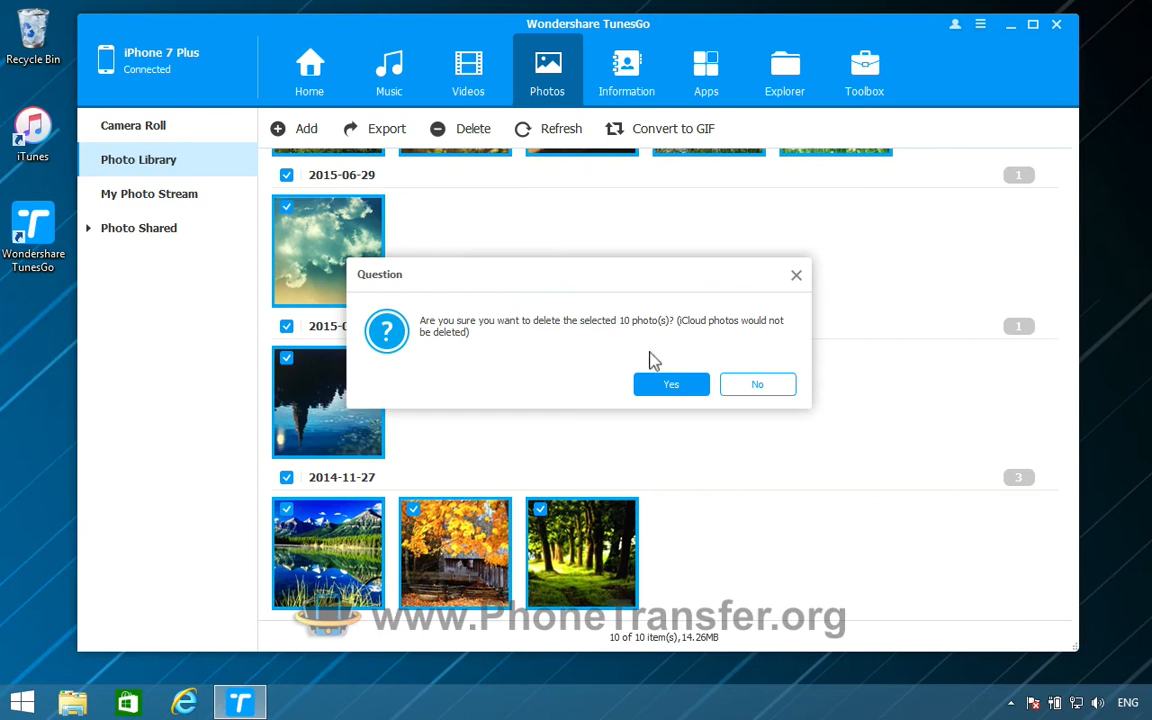 Recycle Bin
iTunes
Wondershare
TunesGo
Wondershare TunesGo
iPhone 7 Plus
Connected
Home
Music
Videos
Photos
Information
Apps
Explorer
Toolbox
Camera Roll
Photo Library
My Photo Stream
Photo Shared
Add
Export
Delete
Refresh
Convert to GIF
2015-06-29
1
Question
Are you sure you want to delete the selected 10 photo(s)? (iCloud photos would not
be deleted)
Yes
No
2015-0
1
2014-11-27
3
www.PhoneTransfer.org
10 of 10 item(s),14.26MB
ENG